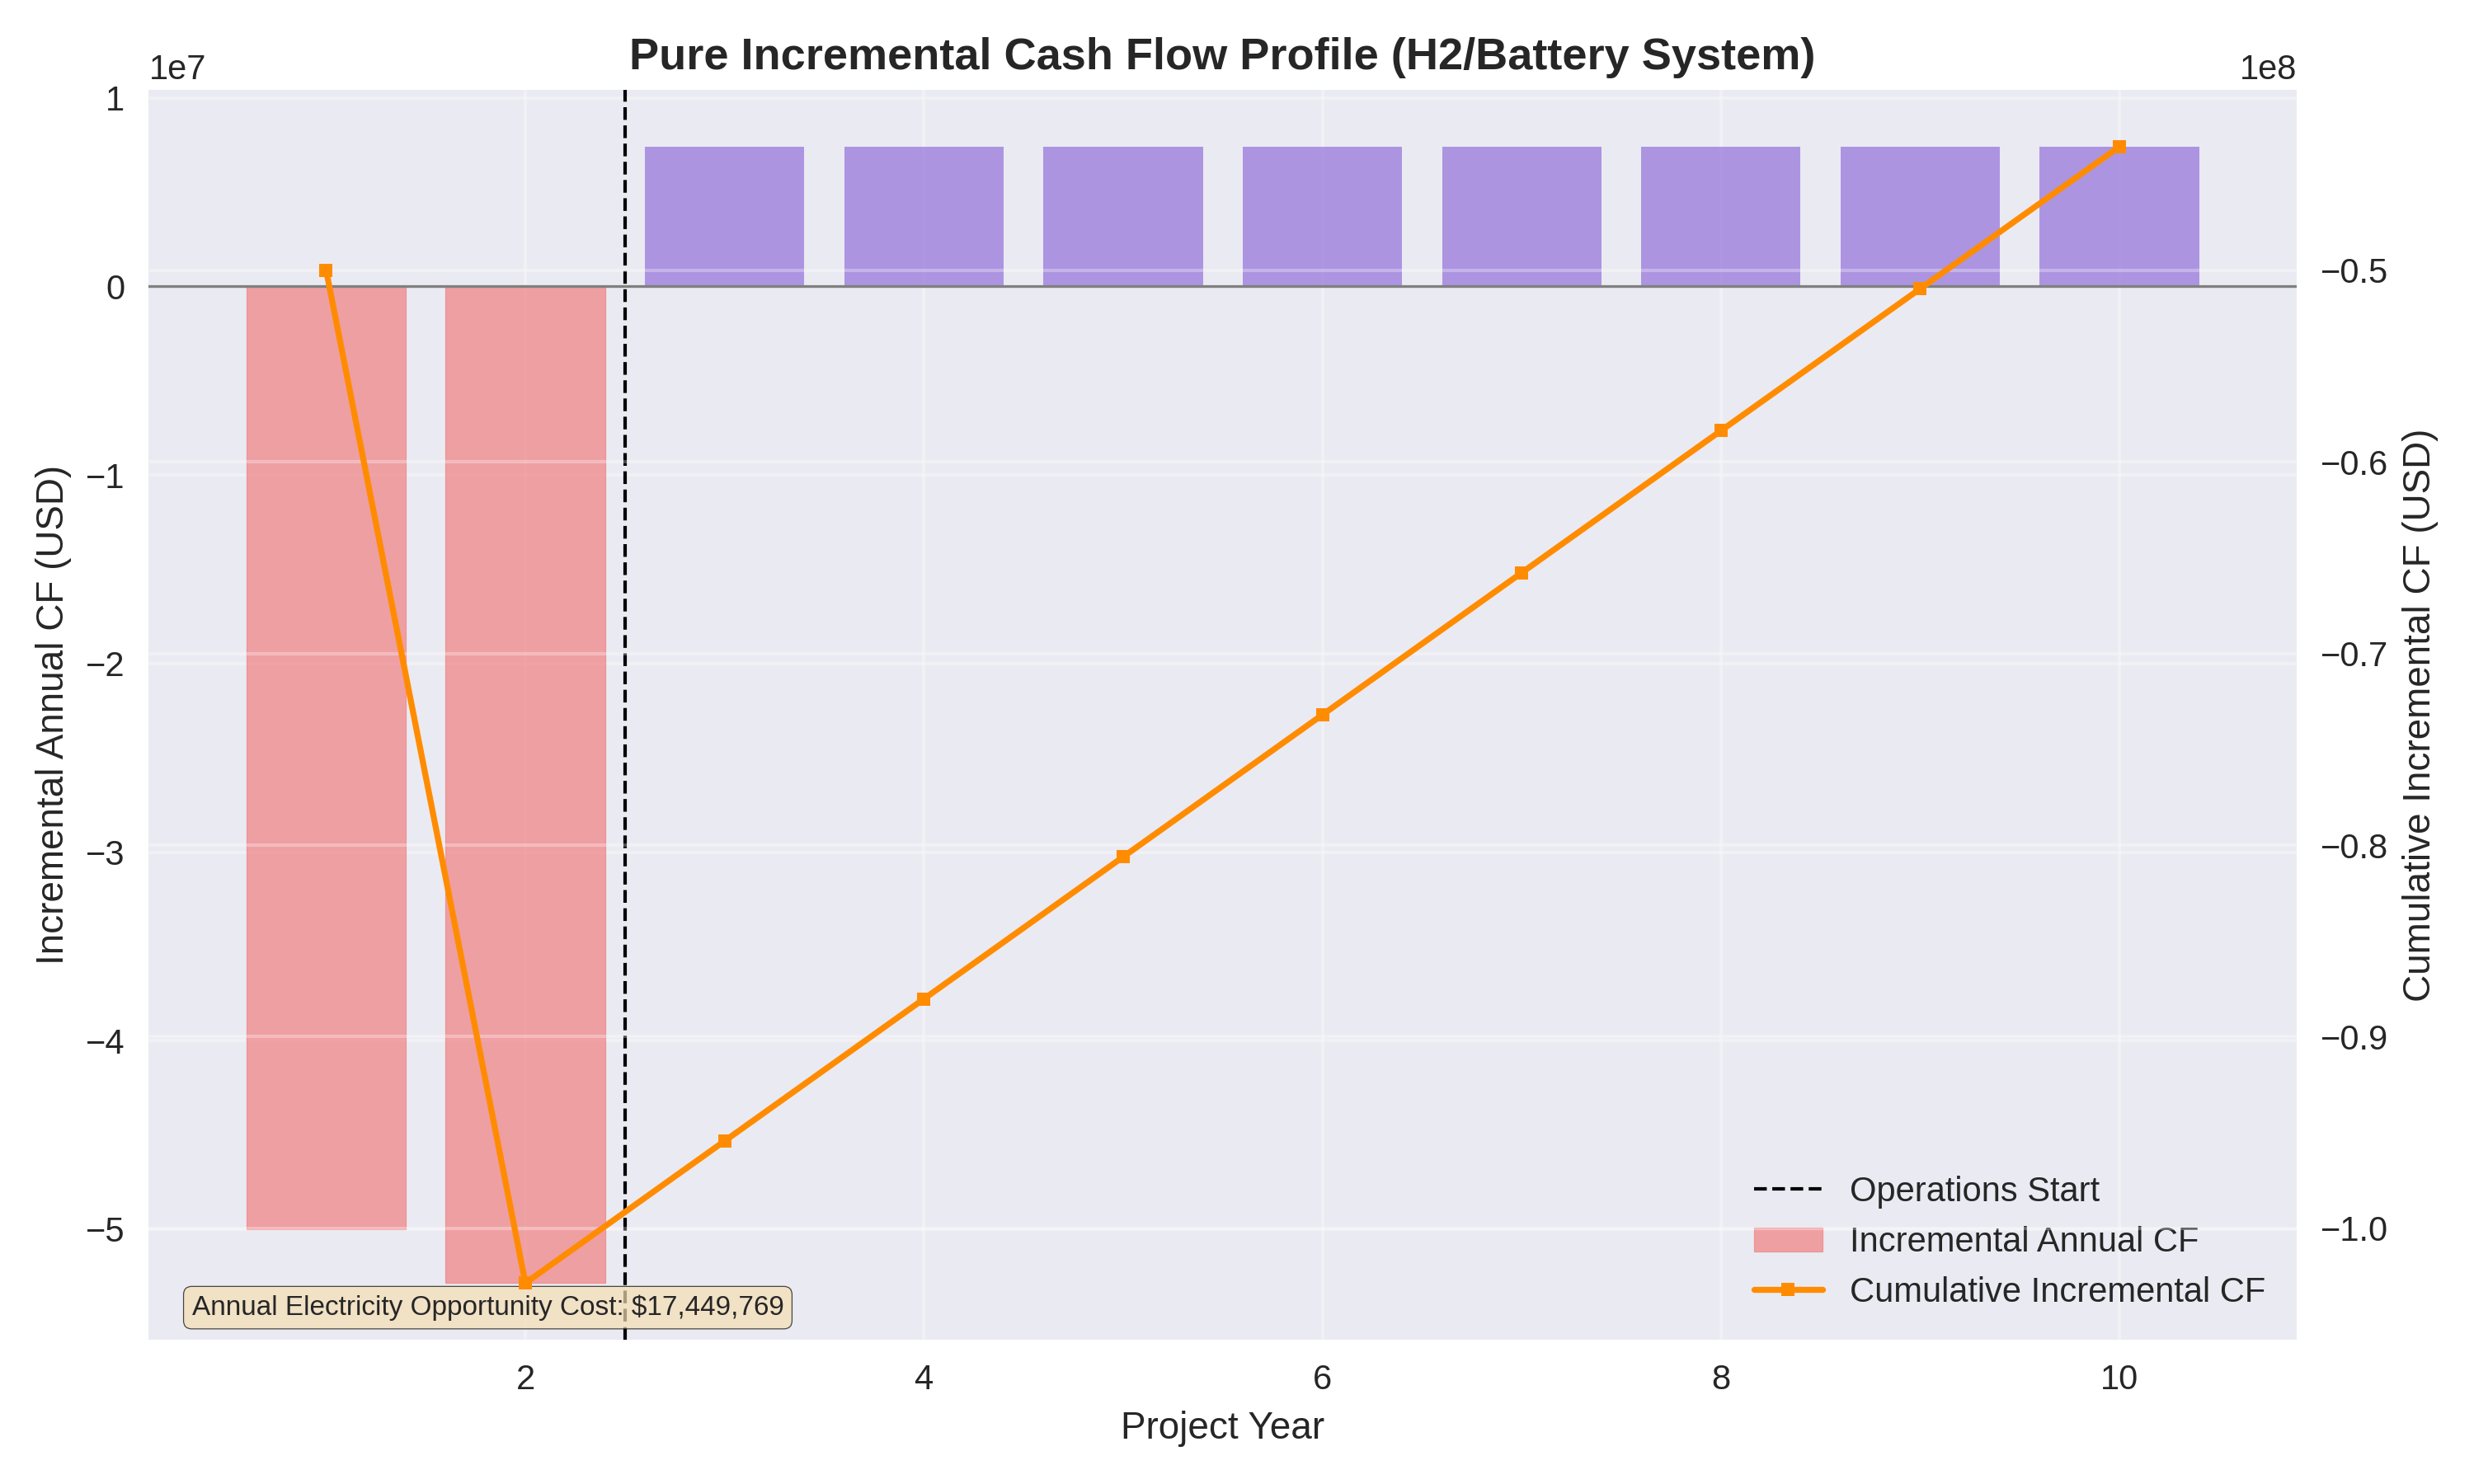 Pure Incremental Cash Flow Profile (H2/Battery System)
1e7
1e8
1
0
−1
−2
−3
−4
−5
Incremental Annual CF (USD)
−0.5
−0.6
−0.7
−0.8
−0.9
−1.0
Cumulative Incremental CF (USD)
Operations Start
Incremental Annual CF
Cumulative Incremental CF
Annual Electricity Opportunity Cost: $17,449,769
2 4 6 8 10
Project Year